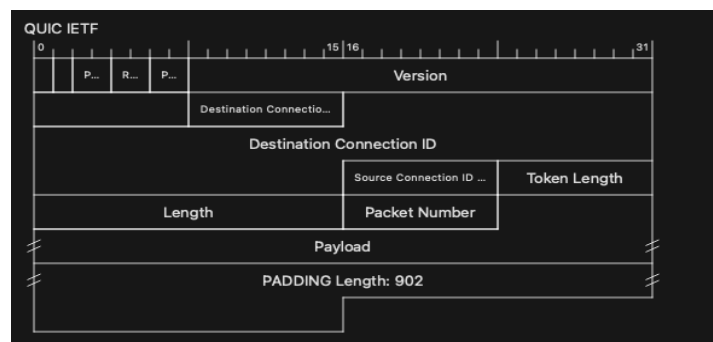 QUIC IETF
0 15 16 31
P... R... P... Version
Destination Connectio...
Destination Connection ID
Source Connection ID ... Token Length
Length Packet Number
Payload
PADDING Length: 902